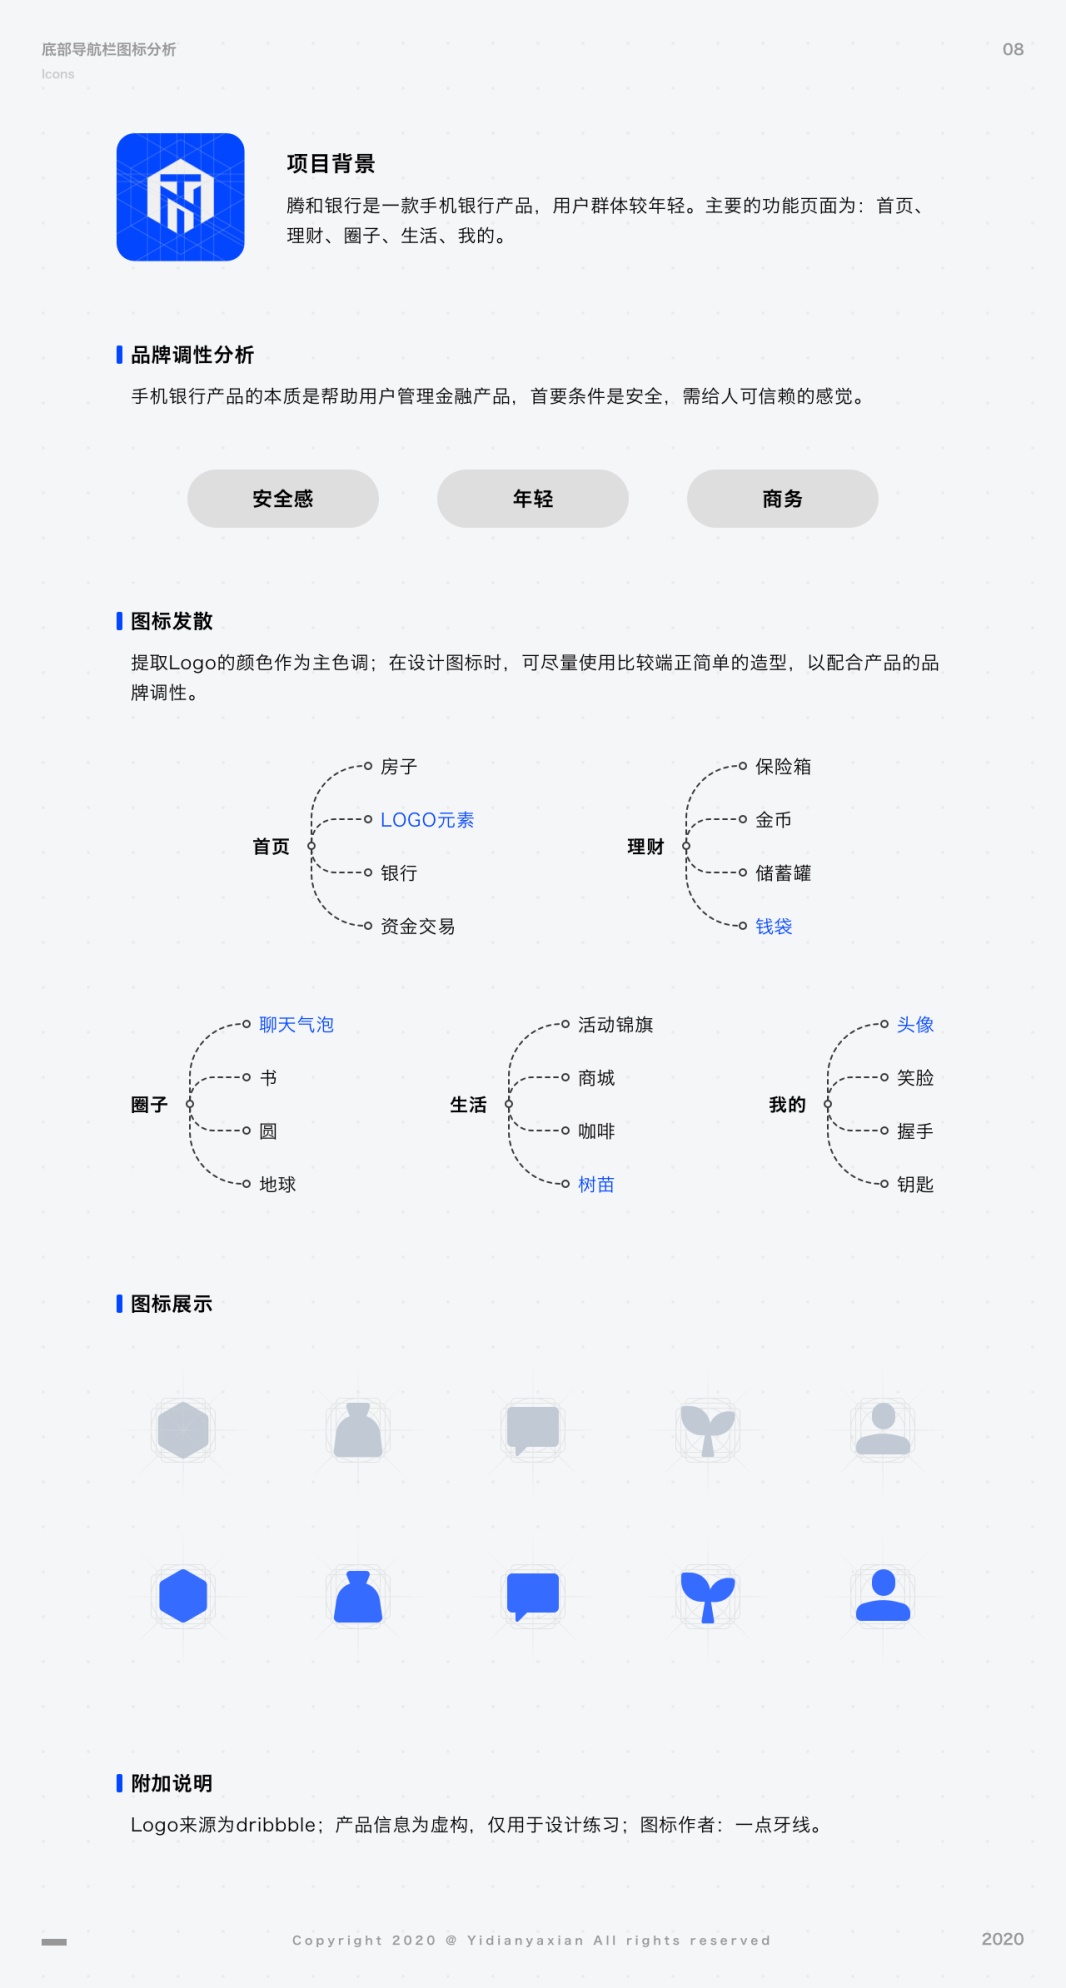 底部导航栏图标分析
08
Icons
项目背景
腾和银行是一款手机银行产品，用户群体较年轻。主要的功能页面为：首页、
理财、圈子、生活、我的。
品牌调性分析
手机银行产品的本质是帮助用户管理金融产品，首要条件是安全，需给人可信赖的感觉。
安全感
年轻
商务
图标发散
提取Logo的颜色作为主色调；在设计图标时，可尽量使用比较端正简单的造型，以配合产品的品
牌调性。
首页
房子
LOGO元素
银行
资金交易
理财
保险箱
金币
储蓄罐
钱袋
圈子
聊天气泡
书
圆
地球
生活
活动锦旗
商城
咖啡
树苗
我的
头像
笑脸
握手
钥匙
图标展示
附加说明
Logo来源为dribbble；产品信息为虚构，仅用于设计练习；图标作者：一点牙线。
Copyright 2020 @ Yidianyaxian All rights reserved
2020